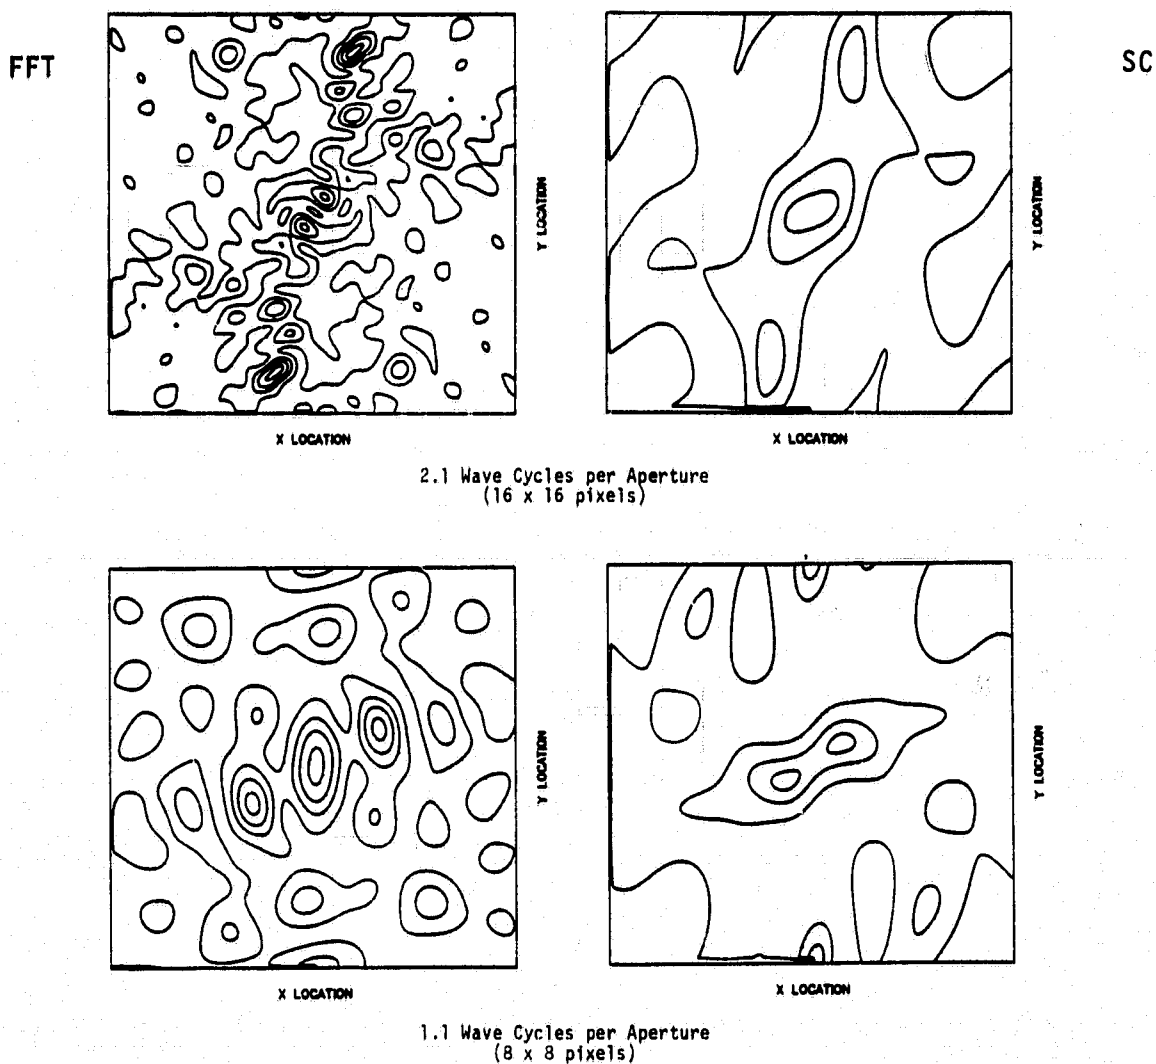 FFT
SC
Y LOCATION
Y LOCATION
X LOCATION
X LOCATION
2.1 Wave Cycles per Aperture
(16 x 16 pixels)
Y LOCATION
Y LOCATION
X LOCATION
X LOCATION
1.1 Wave Cycles per Aperture
(8 x 8 pixels)